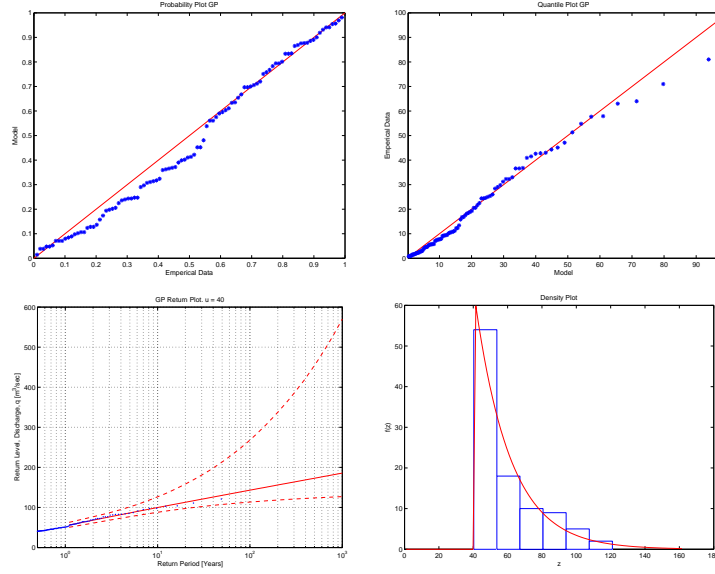 Probability Plot GP
1
0.9
0.8
0.7
0.6
0.5
0.4
0.3
0.2
0.1
0
Model
0 0.1 0.2 0.3 0.4 0.5 0.6 0.7 0.8 0.9 1
Emperical Data
Quantile Plot GP
100
90
80
70
60
50
40
30
20
10
0
Emperical Data
10 20 30 40 50 60 70 80 90
Model
GP Return Plot. u = 40
600
500
400
300
200
100
0
Return Level, Discharge, q [m³/sec]
10⁰ 10¹ 10² 10³
Return Period [Years]
Density Plot
60
50
40
30
20
10
0
f(z)
0 20 40 60 80 100 120 140 160 180
z